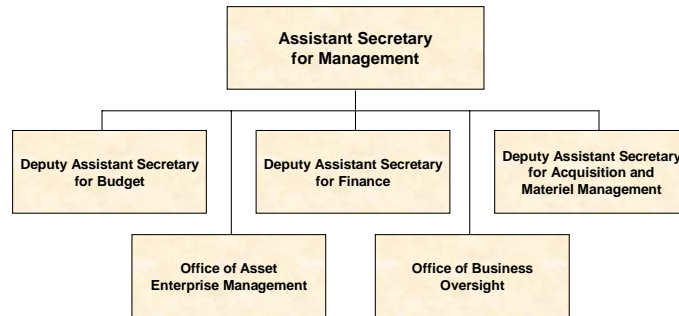 Assistant Secretary
for Management
Deputy Assistant Secretary
for Budget
Deputy Assistant Secretary
for Finance
Deputy Assistant Secretary
for Acquisition and
Materiel Management
Office of Asset
Enterprise Management
Office of Business
Oversight